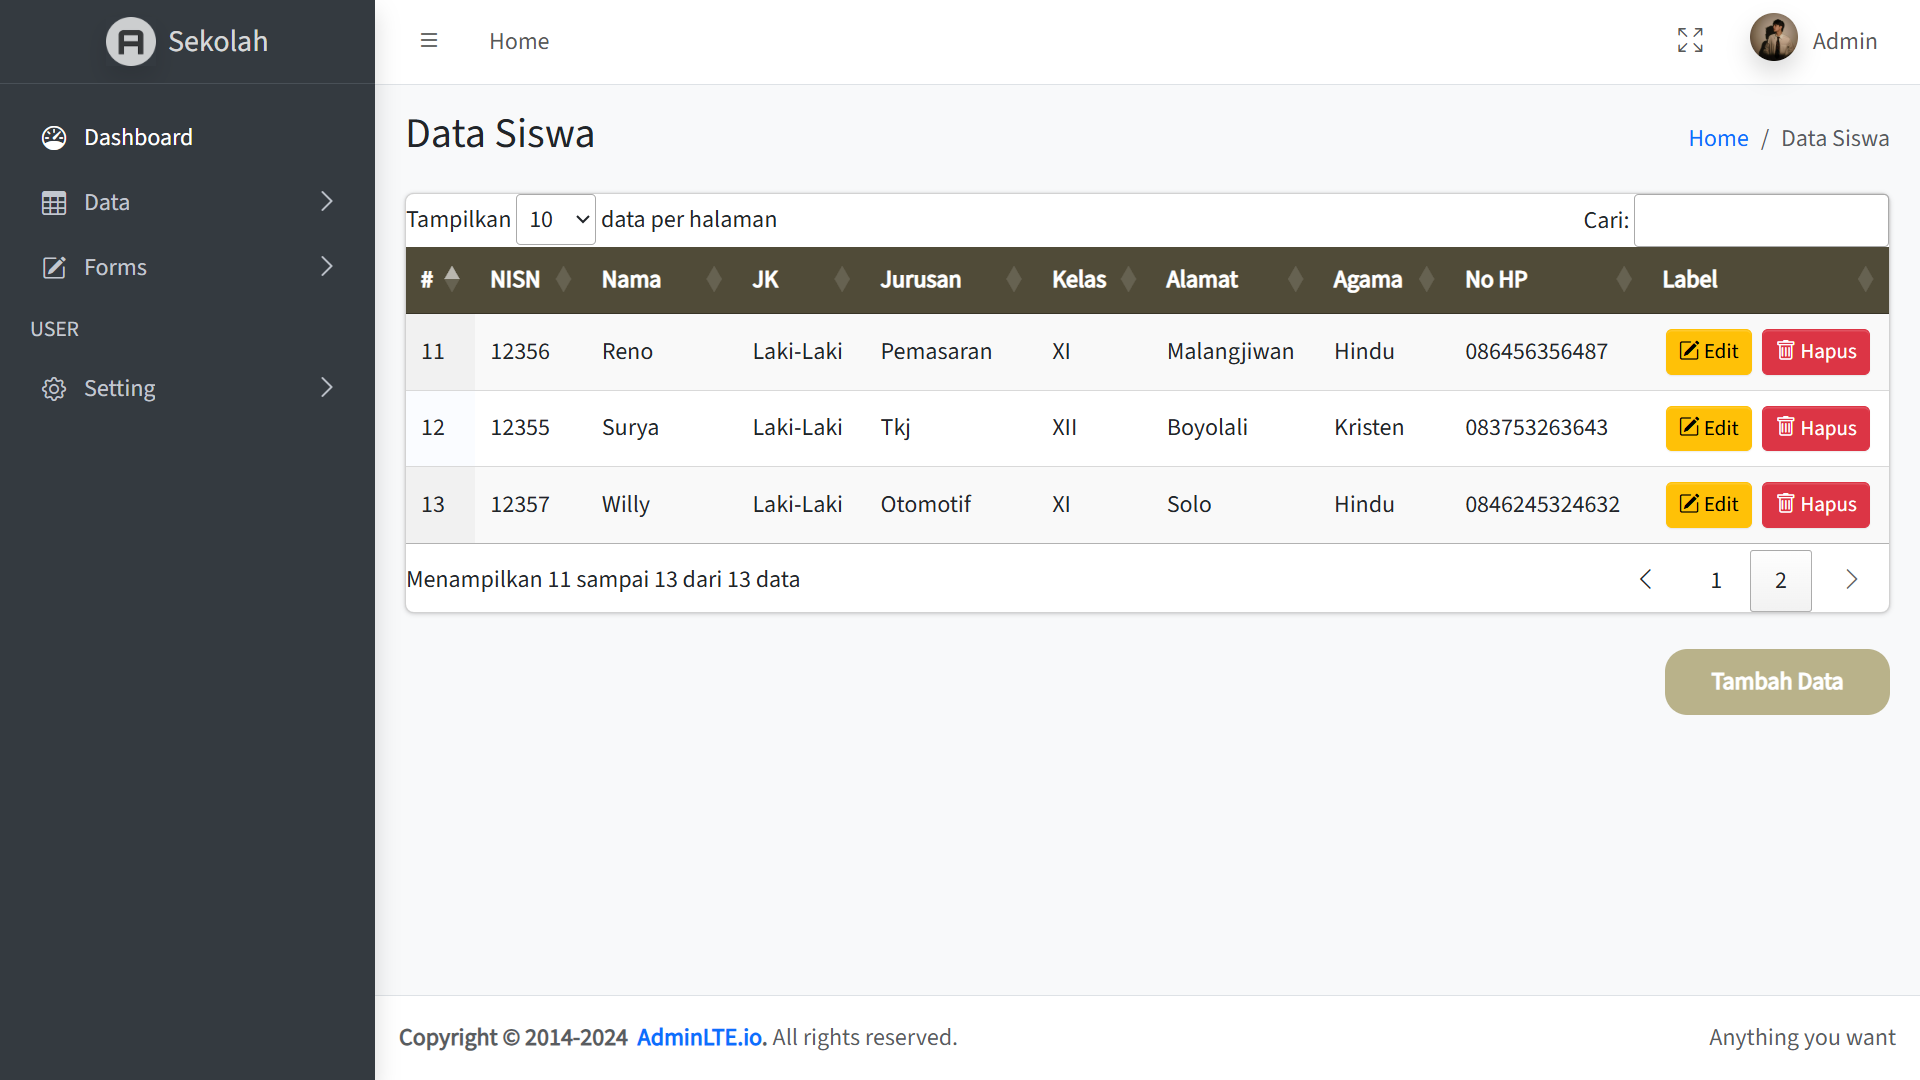 Sekolah
Home
Admin
Dashboard
Data
Forms
USER
Setting
Data Siswa
Home / Data Siswa
Tampilkan 10 data per halaman
Cari:
# NISN Nama JK Jurusan Kelas Alamat Agama No HP Label
11 12356 Reno Laki-Laki Pemasaran XI Malangjiwan Hindu 086456356487 Edit Hapus
12 12355 Surya Laki-Laki Tkj XII Boyolali Kristen 083753263643 Edit Hapus
13 12357 Willy Laki-Laki Otomotif XI Solo Hindu 0846245324632 Edit Hapus
Menampilkan 11 sampai 13 dari 13 data
1 2
Tambah Data
Copyright © 2014-2024 AdminLTE.io. All rights reserved.
Anything you want